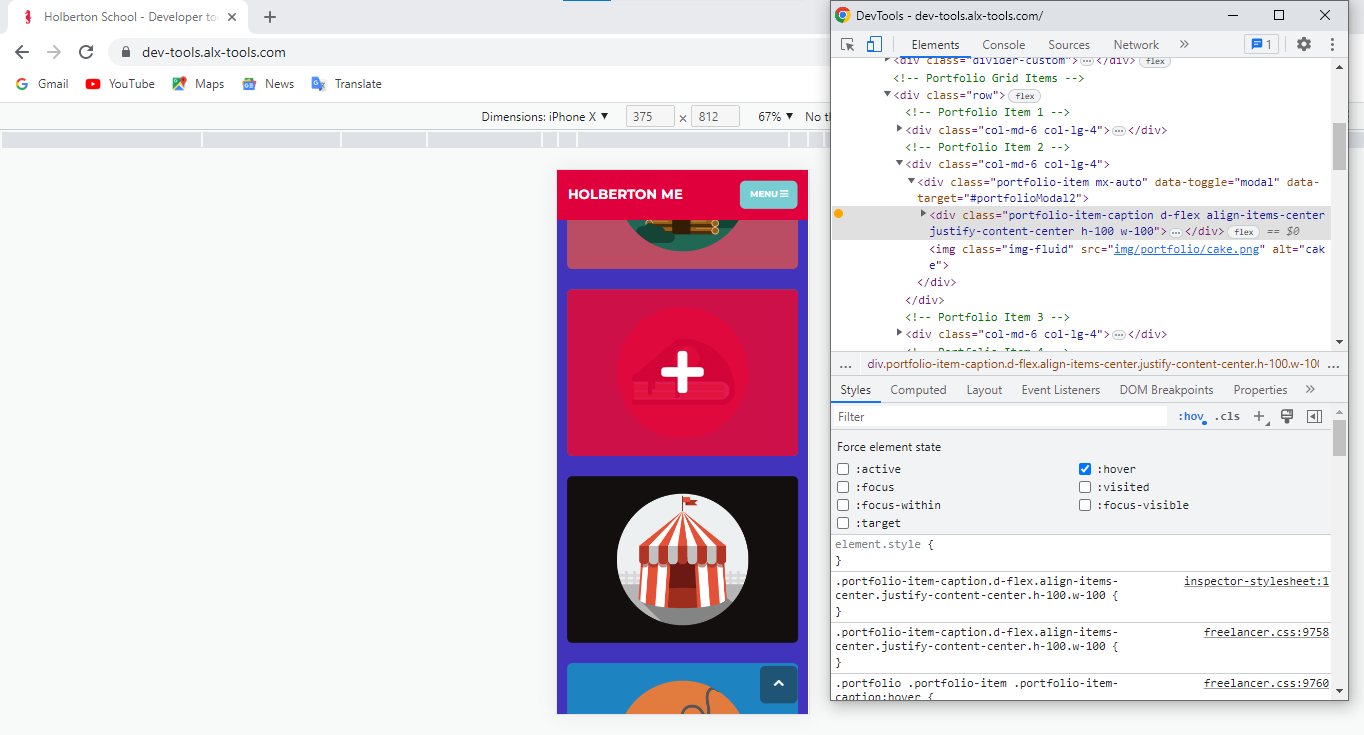 Holberton School - Developer to
DevTools - dev-tools.alx-tools.com/
dev-tools.alx-tools.com
Gmail YouTube Maps News Translate
Dimensions: iPhone X ▼ 375 × 812 67% ▼ No th
HOLBERTON ME
MENU
Elements Console Sources Network » 1
<div class="divider-custom">…</div> flex
<!-- Portfolio Grid Items -->
<div class="row"> flex
<!-- Portfolio Item 1 -->
<div class="col-md-6 col-lg-4">…</div>
<!-- Portfolio Item 2 -->
<div class="col-md-6 col-lg-4">
<div class="portfolio-item mx-auto" data-toggle="modal" data-
target="#portfolioModal2">
<div class="portfolio-item-caption d-flex align-items-center
justify-content-center h-100 w-100">…</div> flex == $0
<img class="img-fluid" src="img/portfolio/cake.png" alt="cak
e">
</div>
</div>
<!-- Portfolio Item 3 -->
<div class="col-md-6 col-lg-4">…</div>
<!-- Portfolio Item 4 -->
… div.portfolio-item-caption.d-flex.align-items-center.justify-content-center.h-100.w-100 …
Styles Computed Layout Event Listeners DOM Breakpoints Properties »
Filter :hov .cls +
Force element state
:active :hover
:focus :visited
:focus-within :focus-visible
:target
element.style {
}
.portfolio-item-caption.d-flex.align-items- inspector-stylesheet:1
center.justify-content-center.h-100.w-100 {
}
.portfolio-item-caption.d-flex.align-items- freelancer.css:9758
center.justify-content-center.h-100.w-100 {
}
.portfolio .portfolio-item .portfolio-item- freelancer.css:9760
caption:hover {